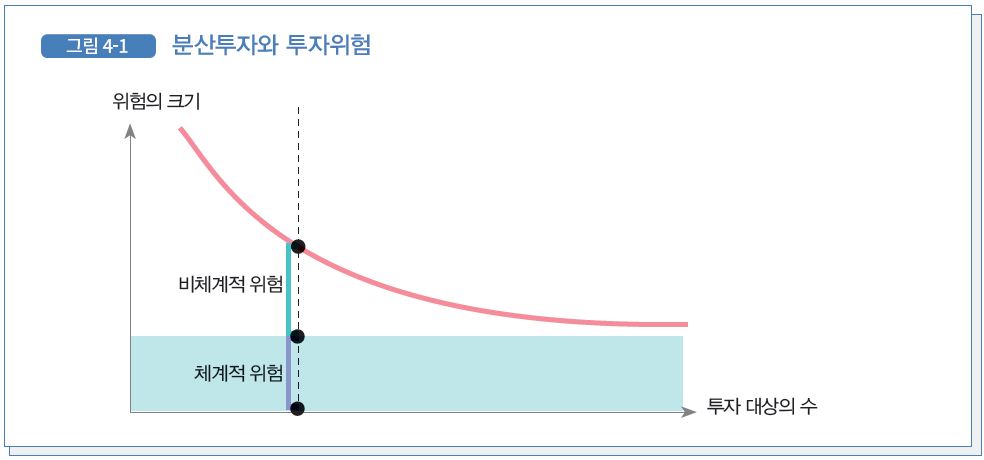 그림 4-1 분산투자와 투자위험
위험의 크기
비체계적 위험
체계적 위험
투자 대상의 수